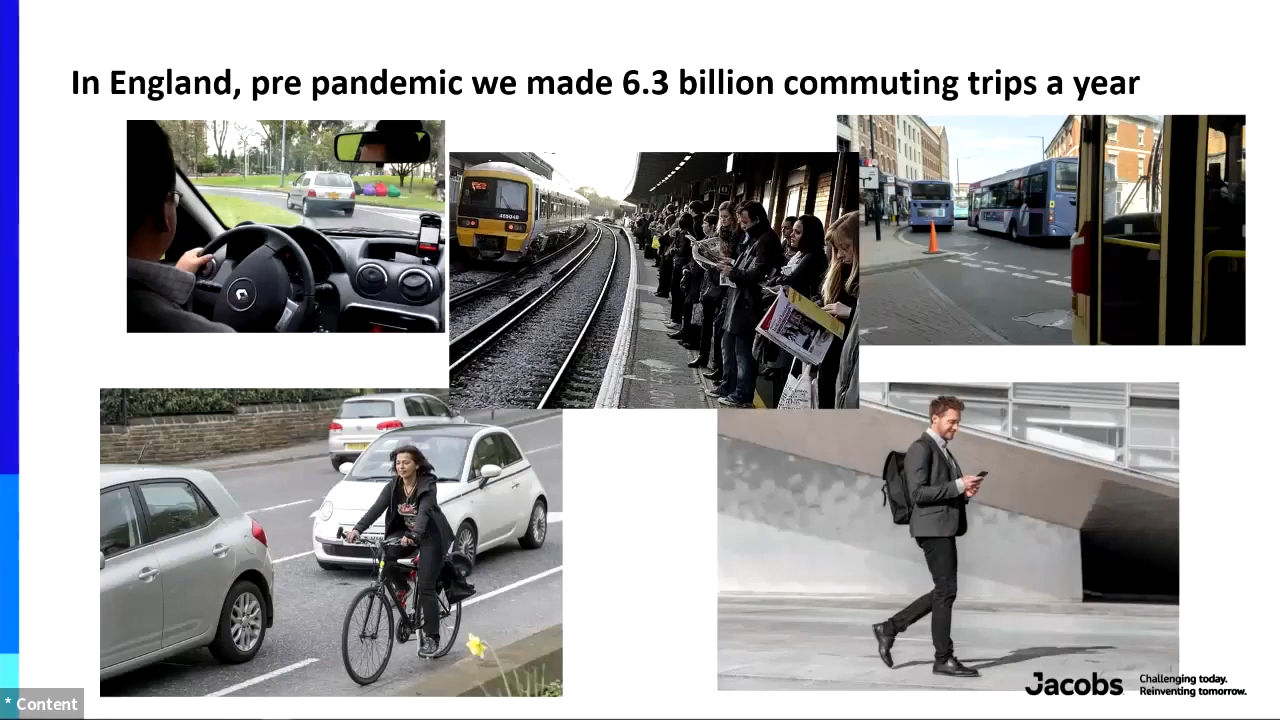 In England, pre pandemic we made 6.3 billion commuting trips a year
Jacobs
Challenging today.
Reinventing tomorrow.
* Content